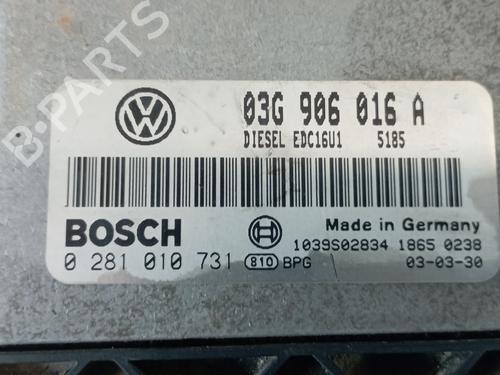 B-PARTS
03G 906 016 A
DIESEL EDC16U1 5185
BOSCH
Made in Germany
1039S02834 1865 0238
0 281 010 731 810 BPG 03-03-30